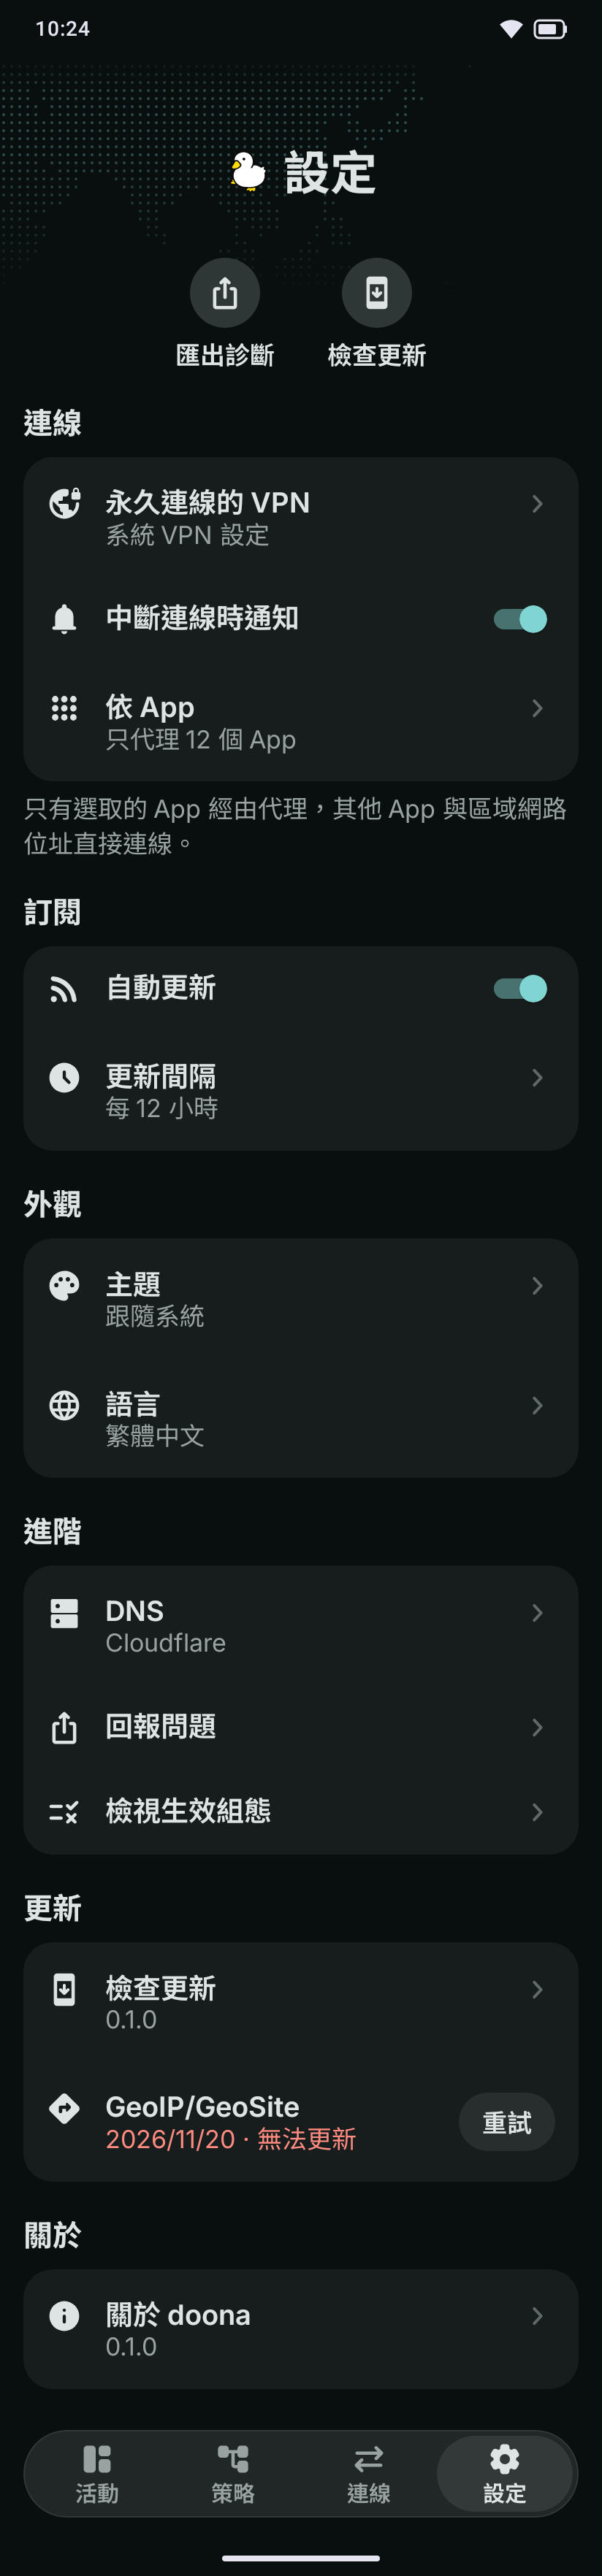 10:24
設定
匯出診斷
檢查更新
連線
永久連線的 VPN
系統 VPN 設定
中斷連線時通知
依 App
只代理 12 個 App
只有選取的 App 經由代理，其他 App 與區域網路
位址直接連線。
訂閱
自動更新
更新間隔
每 12 小時
外觀
主題
跟隨系統
語言
繁體中文
進階
DNS
Cloudflare
回報問題
檢視生效組態
更新
檢查更新
0.1.0
GeoIP/GeoSite
2026/11/20 · 無法更新
重試
關於
關於 doona
0.1.0
活動
策略
連線
設定